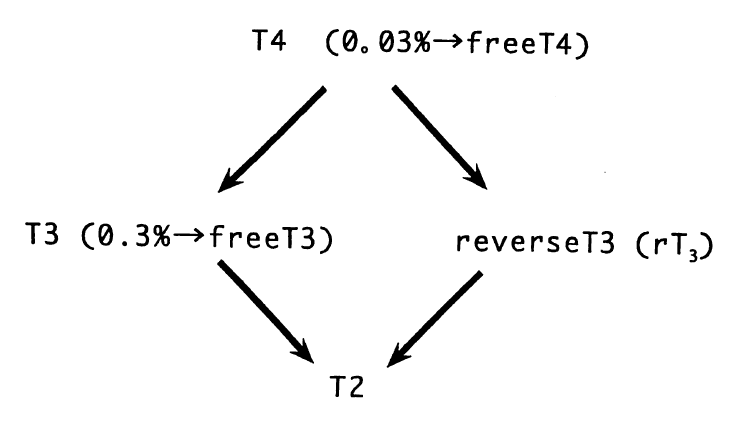 T4 (0.03%→freeT4)
T3 (0.3%→freeT3)
reverseT3 (rT₃)
T2